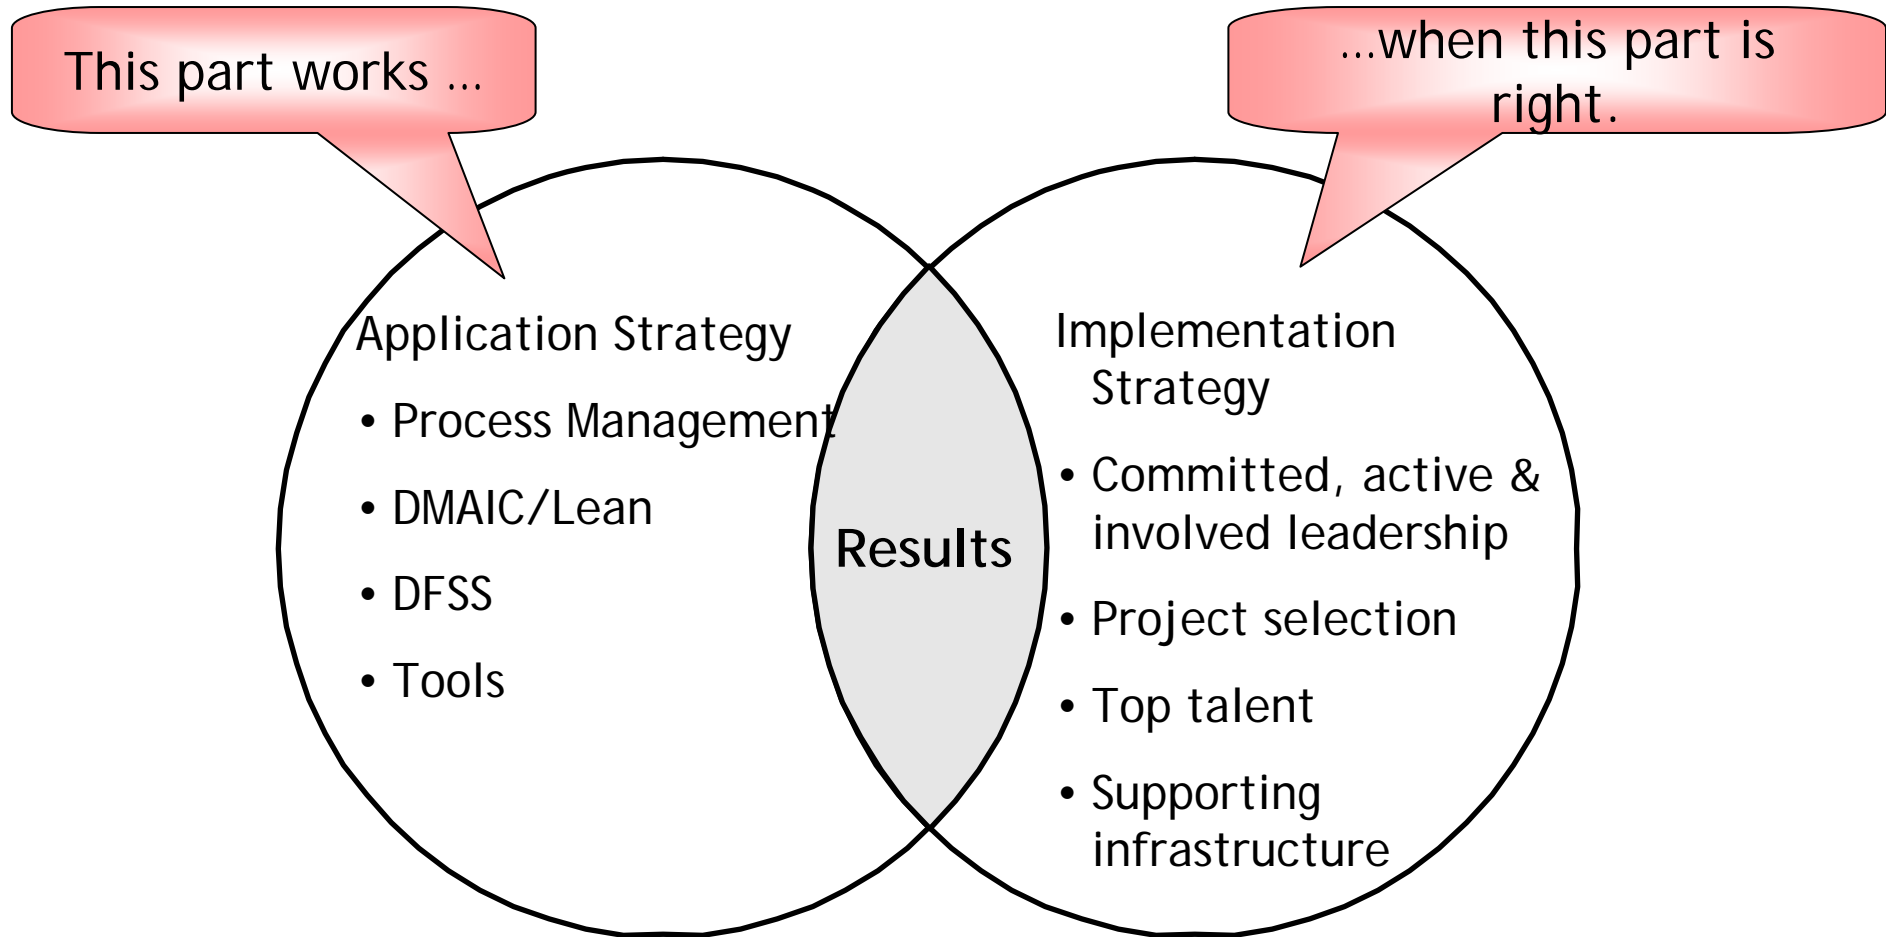 This part works ...
...when this part is
right.
Application Strategy
• Process Management
• DMAIC/Lean
• DFSS
• Tools
Results
Implementation
Strategy
• Committed, active &
involved leadership
• Project selection
• Top talent
• Supporting
infrastructure